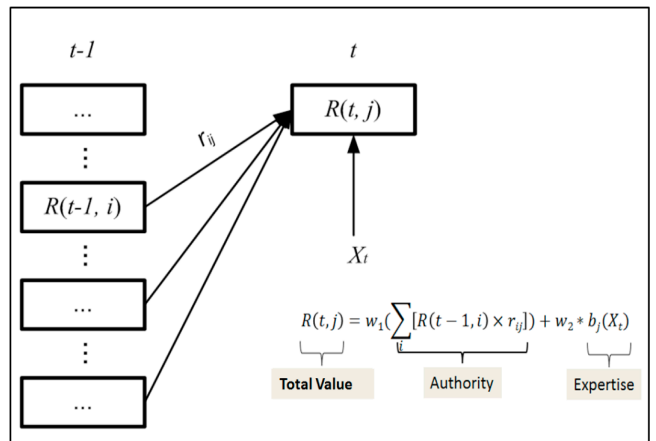 t-1 t
...
R(t, j)
r_ij
⋮
R(t-1, i)
⋮
X_t
...
R(t,j) = w_1(∑_i[R(t − 1,i) × r_ij]) + w_2 * b_j(X_t)
⋮
Total Value Authority Expertise
...